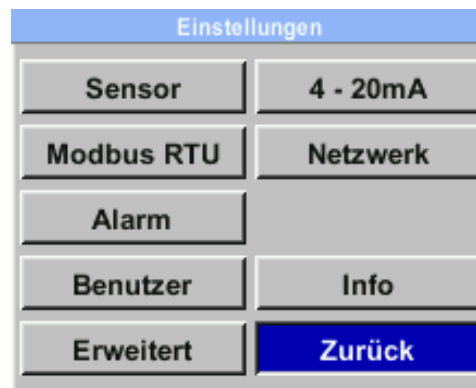 Einstellungen
Sensor 4 - 20mA
Modbus RTU Netzwerk
Alarm
Benutzer Info
Erweitert Zurück